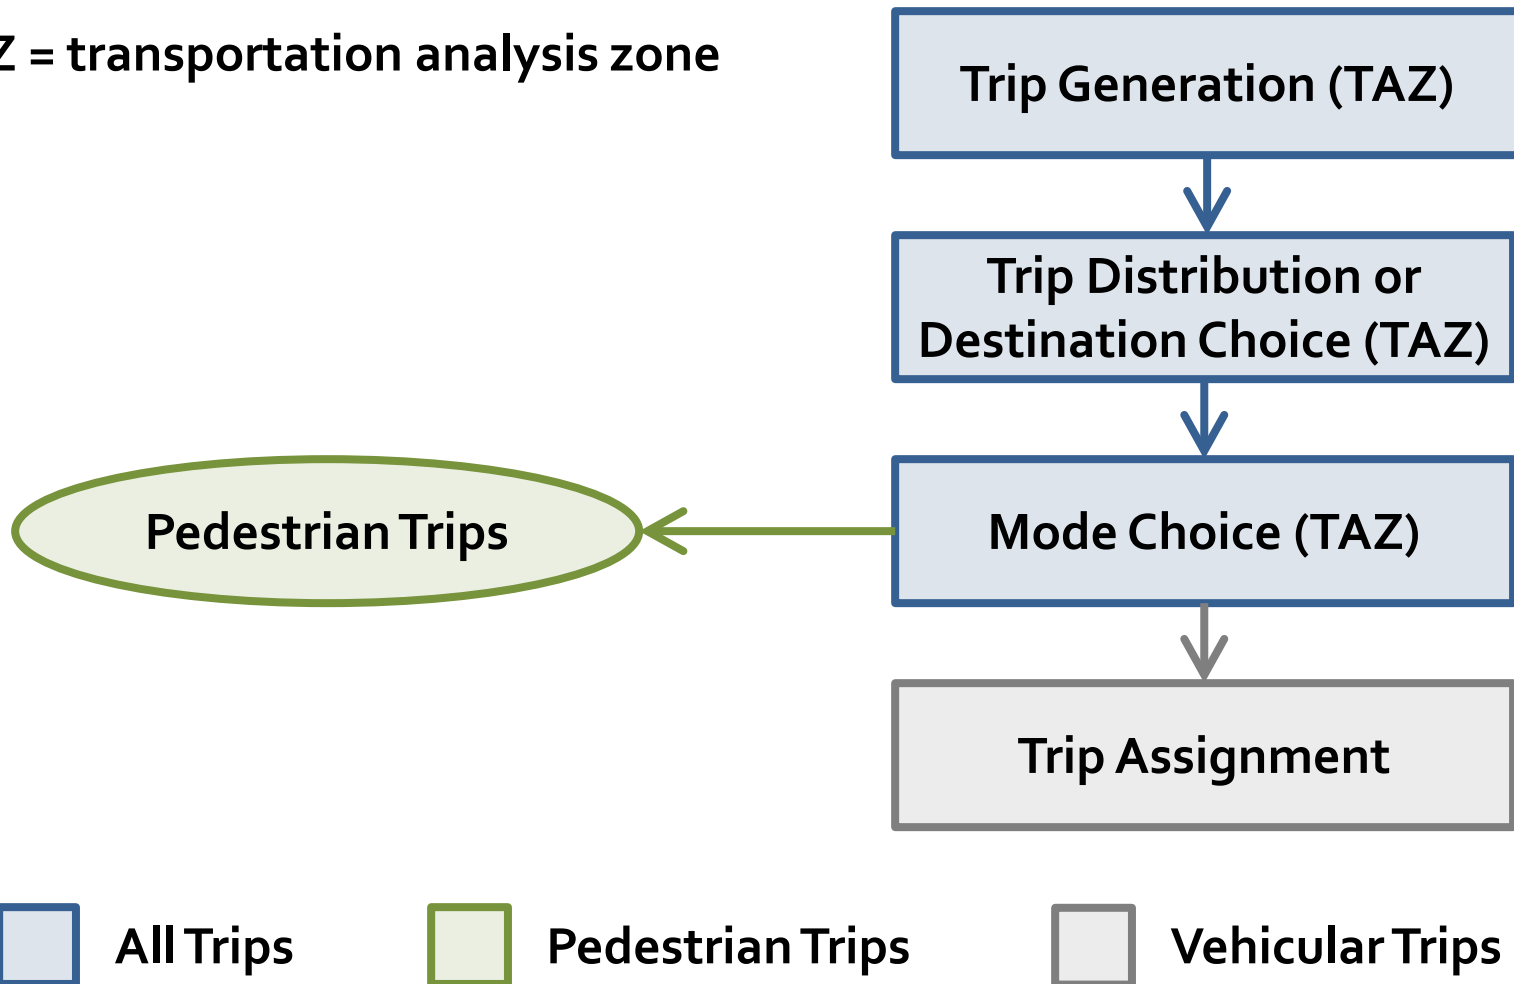 Z = transportation analysis zone
Trip Generation (TAZ)
Trip Distribution or
Destination Choice (TAZ)
Pedestrian Trips
Mode Choice (TAZ)
Trip Assignment
All Trips
Pedestrian Trips
Vehicular Trips